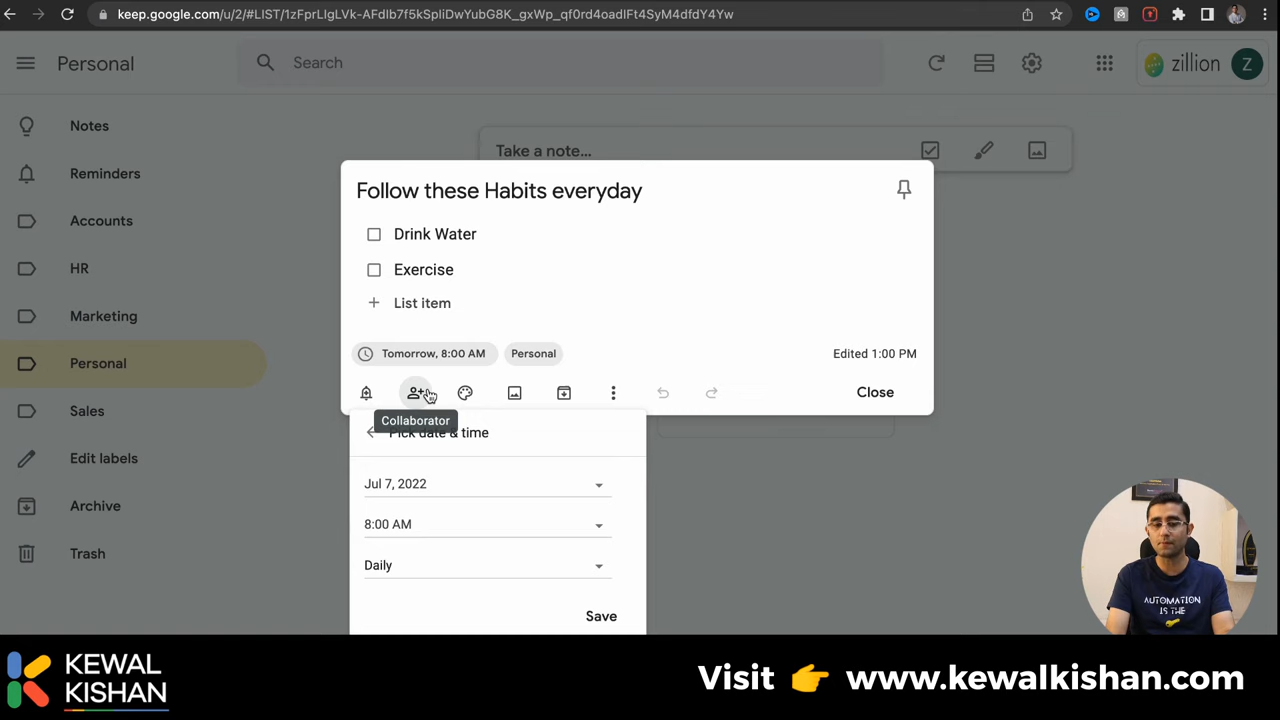 keep.google.com/u/2/#LIST/1zFprLIgLVk-AFdlb7f5kSpIiDwYubG8K_gxWp_qf0rd4oadlFt4SyM4dfdY4Yw
Personal
Search
zillion
Z
Notes
Reminders
Accounts
HR
Marketing
Personal
Sales
Edit labels
Archive
Trash
Take a note...
Follow these Habits everyday
Drink Water
Exercise
+ List item
Tomorrow, 8:00 AM
Personal
Edited 1:00 PM
Close
Collaborator
Pick date & time
Jul 7, 2022
8:00 AM
Daily
Save
AUTOMATION
IS THE
KEWAL
KISHAN
Visit 👉 www.kewalkishan.com